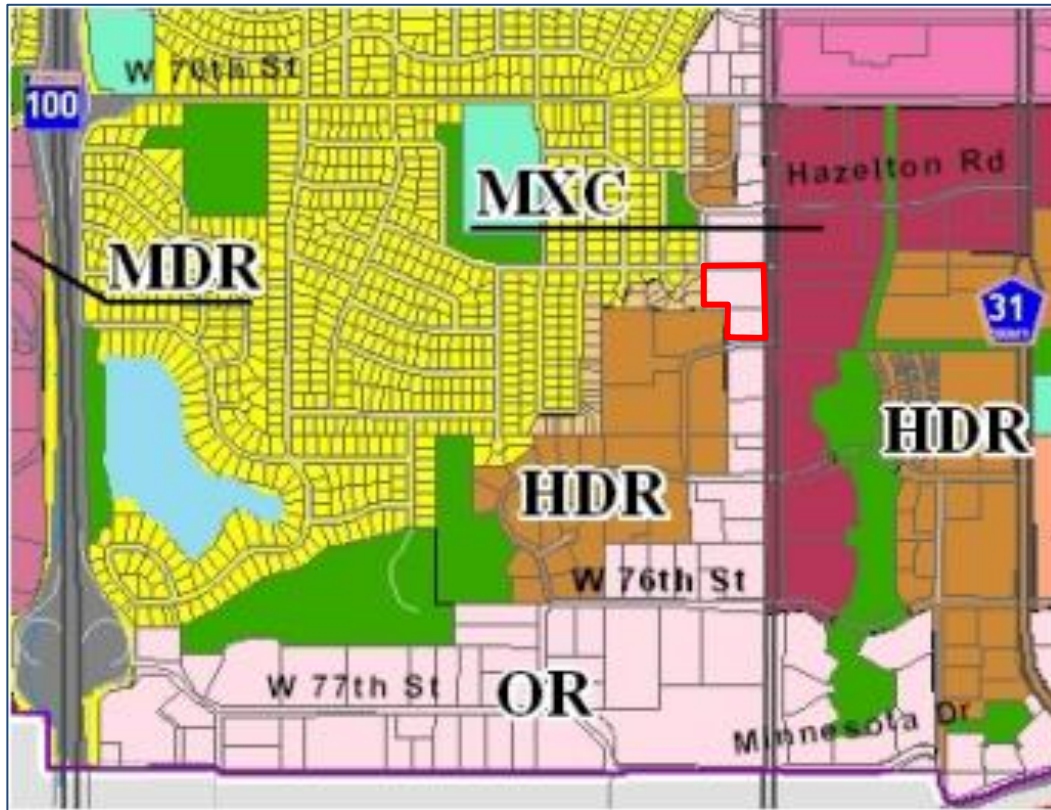 W 70th St
100
Hazelton Rd
MXC
MDR
31
HDR
HDR
W 76th St
W 77th St
OR
Minnesota Dr